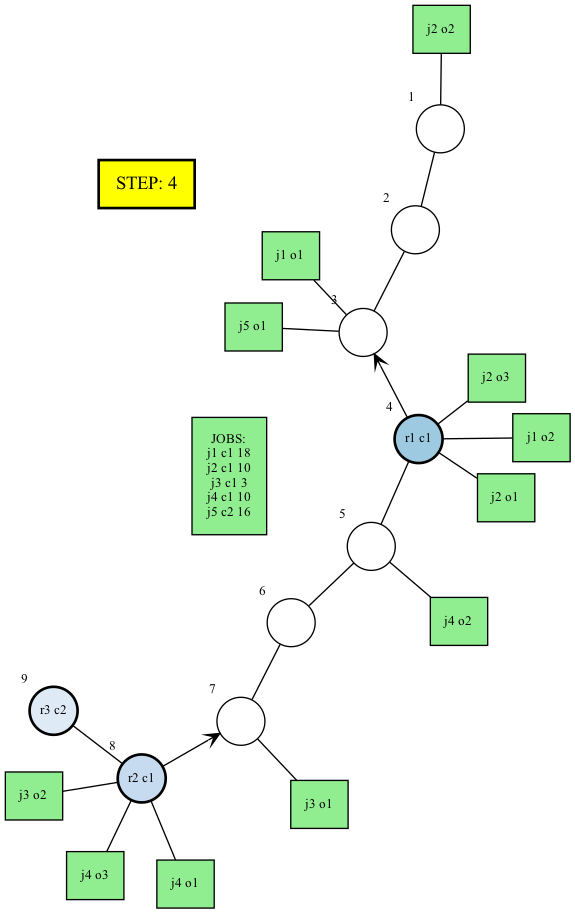 j2 o2
1
STEP: 4
2
j1 o1
3
j5 o1
j2 o3
4
r1 c1
j1 o2
JOBS:
j1 c1 18
j2 c1 10
j3 c1 3
j4 c1 10
j5 c2 16
j2 o1
5
6
j4 o2
9
7
r3 c2
8
r2 c1
j3 o2
j3 o1
j4 o3
j4 o1